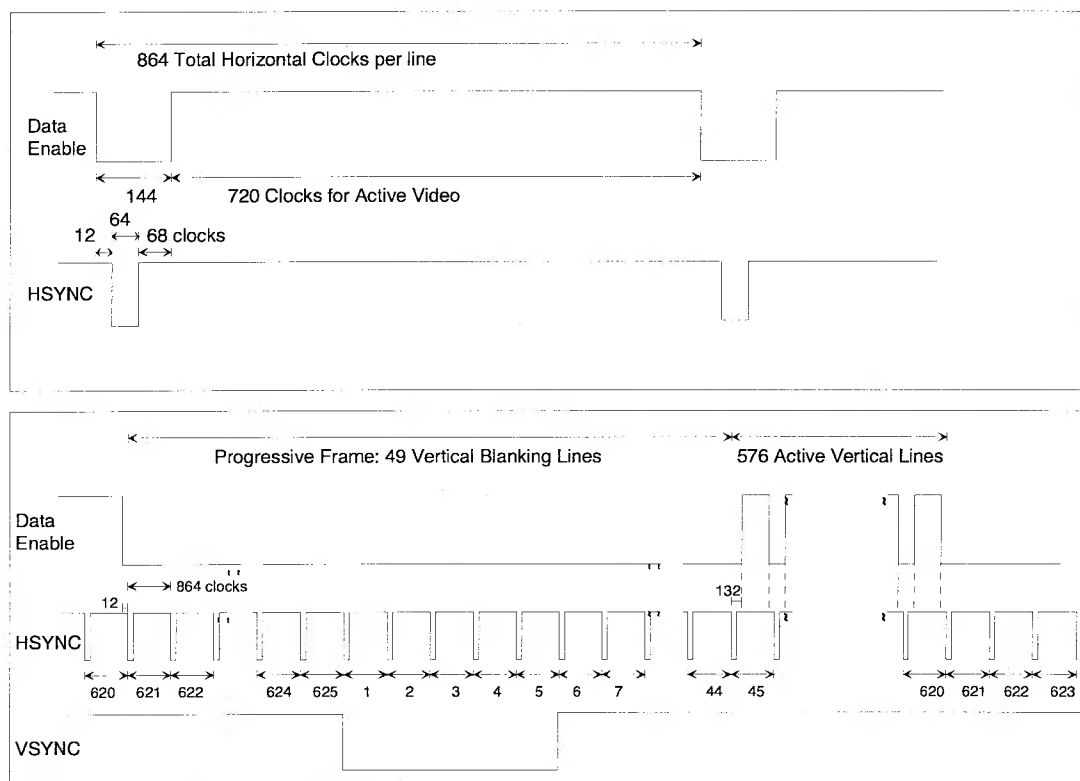 864 Total Horizontal Clocks per line
Data
Enable
144
720 Clocks for Active Video
64
12
68 clocks
HSYNC
Progressive Frame: 49 Vertical Blanking Lines
576 Active Vertical Lines
Data
Enable
864 clocks
12
132
HSYNC
620
621
622
624
625
1
2
3
4
5
6
7
44
45
620
621
622
623
VSYNC